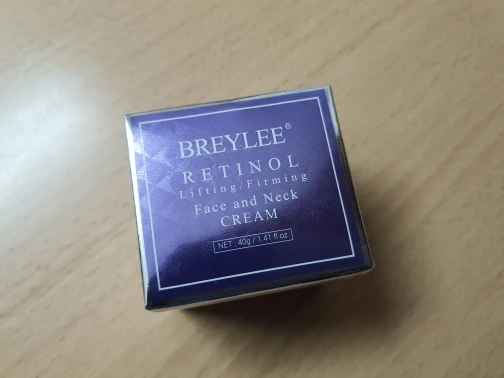 BREYLEE®
RETINOL
Lifting/Firming
Face and Neck
CREAM
NET : 40g / 1.41 fl oz